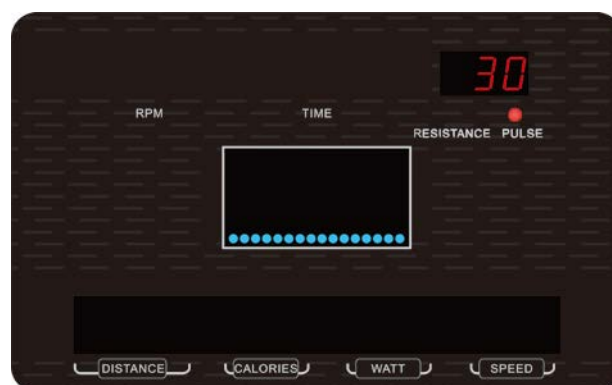 30
RPM TIME
RESISTANCE PULSE
DISTANCE CALORIES WATT SPEED